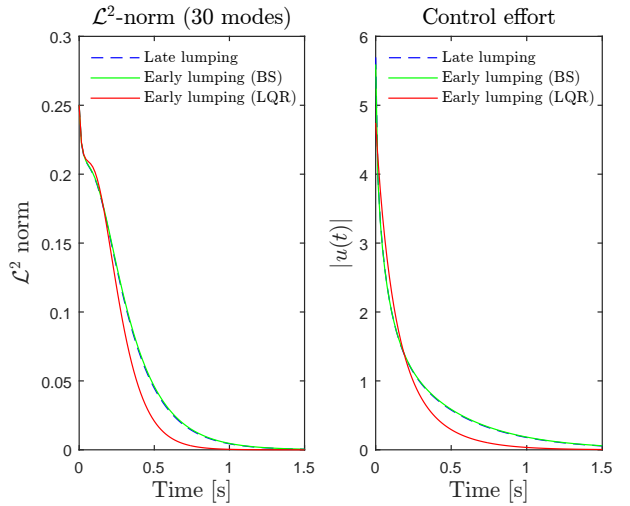 ℒ²-norm (30 modes)
Late lumping
Early lumping (BS)
Early lumping (LQR)
0.3
0.25
0.2
0.15
0.1
0.05
0
0
0.5
1
1.5
ℒ² norm
Time [s]
Control effort
Late lumping
Early lumping (BS)
Early lumping (LQR)
6
5
4
3
2
1
0
0
0.5
1
1.5
|u(t)|
Time [s]